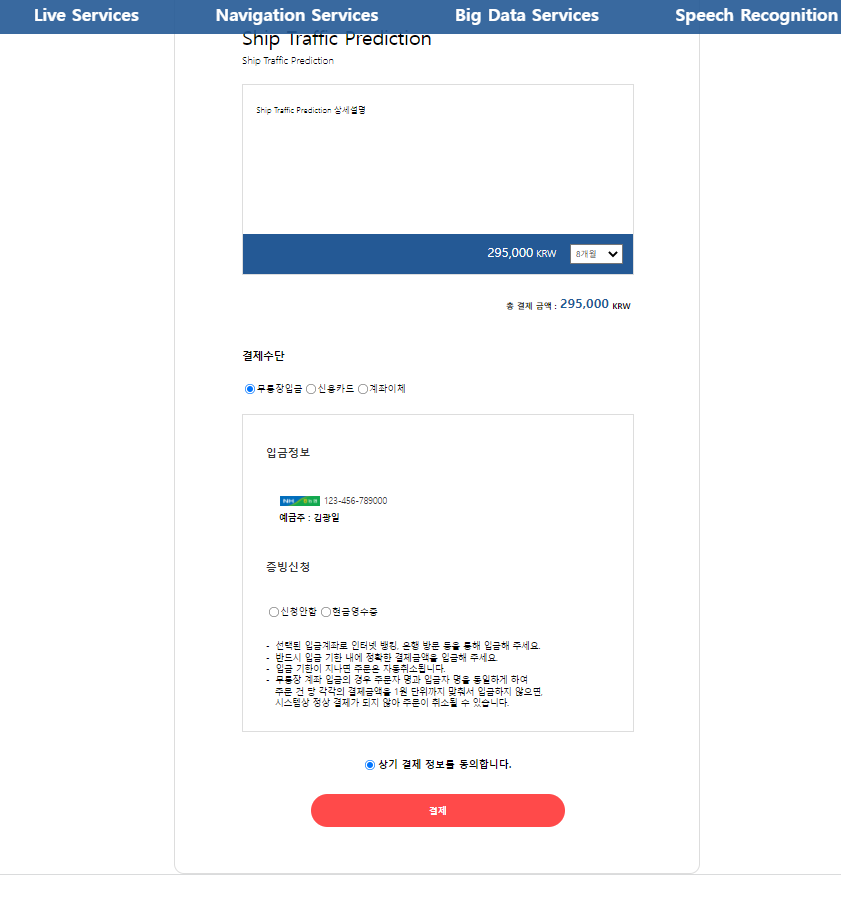 Live Services Navigation Services Big Data Services Speech Recognition
Ship Traffic Prediction
Ship Traffic Prediction
Ship Traffic Prediction 상세설명
295,000 KRW 8개월
총 결제 금액 : 295,000 KRW
결제수단
무통장입금 신용카드 계좌이체
입금정보
NH 123-456-789000
예금주 : 김광일
증빙신청
신청안함 현금영수증
- 선택된 입금계좌로 인터넷 뱅킹, 은행 방문 등을 통해 입금해 주세요.
- 반드시 입금 기한 내에 정확한 결제금액을 입금해 주세요.
- 입금 기한이 지나면 주문은 자동취소됩니다.
- 무통장 계좌 입금의 경우 주문자 명과 입금자 명을 동일하게 하여
주문 건 당 각각의 결제금액을 1원 단위까지 맞춰서 입금하지 않으면,
시스템상 정상 결제가 되지 않아 주문이 취소될 수 있습니다.
상기 결제 정보를 동의합니다.
결제